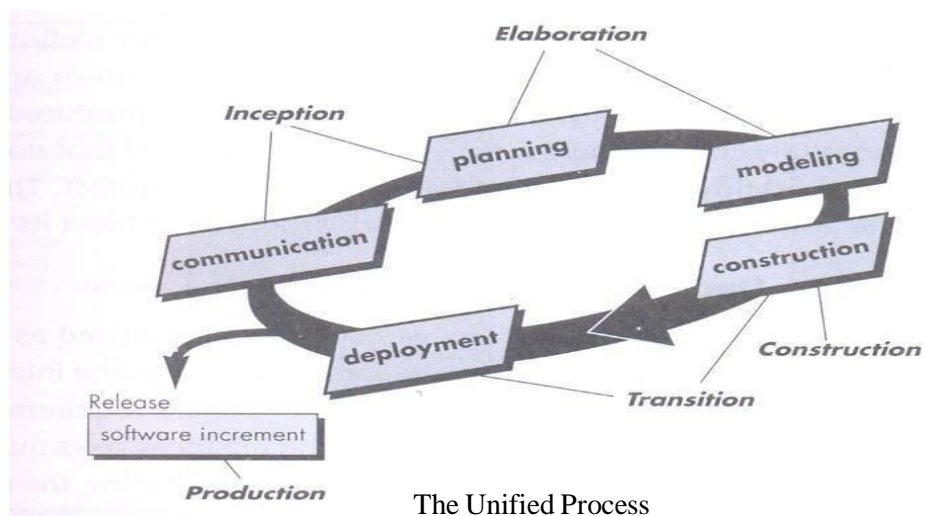 Elaboration
Inception
planning
modeling
communication
construction
deployment
Construction
Transition
Release
software increment
Production
The Unified Process